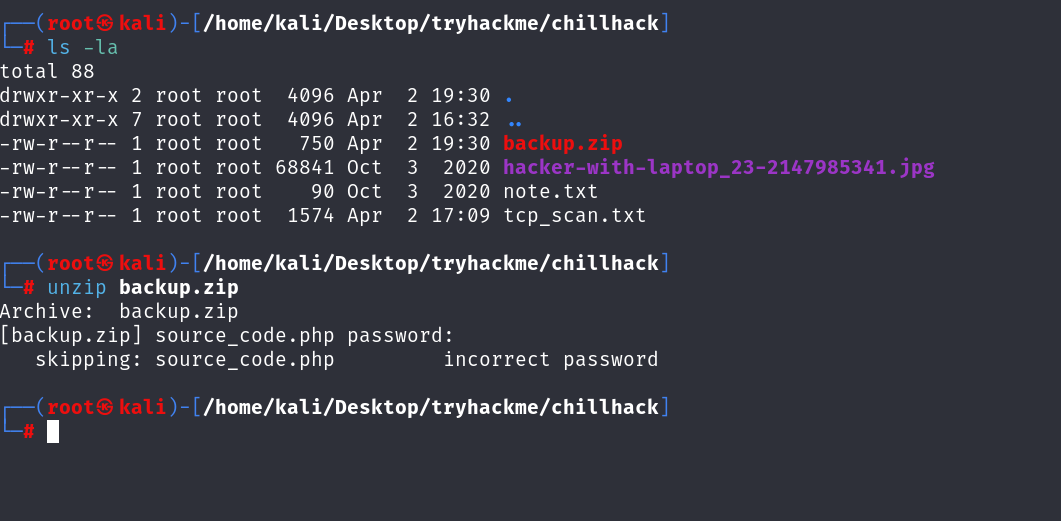 ┌──(root㉿kali)-[/home/kali/Desktop/tryhackme/chillhack]
└─# ls -la
total 88
drwxr-xr-x 2 root root  4096 Apr  2 19:30 .
drwxr-xr-x 7 root root  4096 Apr  2 16:32 ..
-rw-r--r-- 1 root root   750 Apr  2 19:30 backup.zip
-rw-r--r-- 1 root root 68841 Oct  3  2020 hacker-with-laptop_23-2147985341.jpg
-rw-r--r-- 1 root root    90 Oct  3  2020 note.txt
-rw-r--r-- 1 root root  1574 Apr  2 17:09 tcp_scan.txt
┌──(root㉿kali)-[/home/kali/Desktop/tryhackme/chillhack]
└─# unzip backup.zip
Archive:  backup.zip
[backup.zip] source_code.php password:
   skipping: source_code.php         incorrect password
┌──(root㉿kali)-[/home/kali/Desktop/tryhackme/chillhack]
└─#